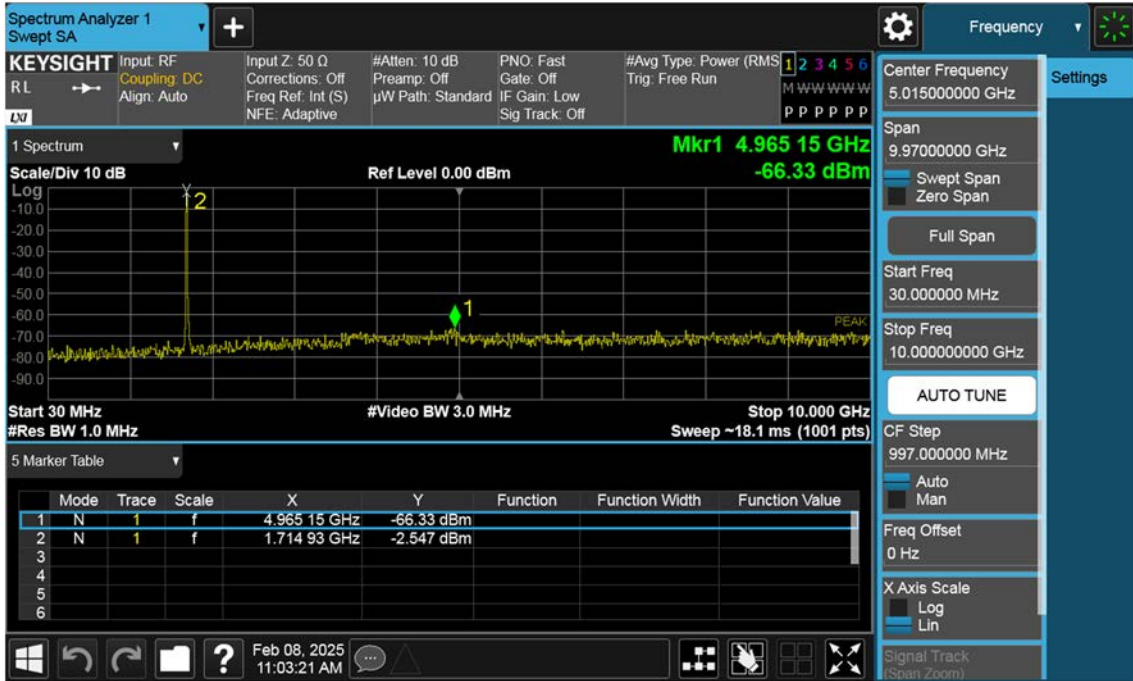 Spectrum Analyzer 1
Swept SA
+
Frequency
KEYSIGHT
R L
LXI
Input: RF
Coupling: DC
Align: Auto
Input Z: 50 Ω
Corrections: Off
Freq Ref: Int (S)
NFE: Adaptive
#Atten: 10 dB
Preamp: Off
µW Path: Standard
PNO: Fast
Gate: Off
IF Gain: Low
Sig Track: Off
#Avg Type: Power (RMS
Trig: Free Run
1 2 3 4 5 6
M W W W W W
P P P P P P
1 Spectrum
Mkr1 4.965 15 GHz
-66.33 dBm
Scale/Div 10 dB
Ref Level 0.00 dBm
Log
-10.0
-20.0
-30.0
-40.0
-50.0
-60.0
-70.0
-80.0
-90.0
2
1
PEAK
Start 30 MHz
#Video BW 3.0 MHz
Stop 10.000 GHz
#Res BW 1.0 MHz
Sweep ~18.1 ms (1001 pts)
5 Marker Table
Mode Trace Scale X Y Function Function Width Function Value
1 N 1 f 4.965 15 GHz -66.33 dBm
2 N 1 f 1.714 93 GHz -2.547 dBm
3
4
5
6
?
Feb 08, 2025
11:03:21 AM
Center Frequency
5.015000000 GHz
Span
9.97000000 GHz
Swept Span
Zero Span
Full Span
Start Freq
30.000000 MHz
Stop Freq
10.000000000 GHz
AUTO TUNE
CF Step
997.000000 MHz
Auto
Man
Freq Offset
0 Hz
X Axis Scale
Log
Lin
Signal Track
(Span Zoom)
Settings